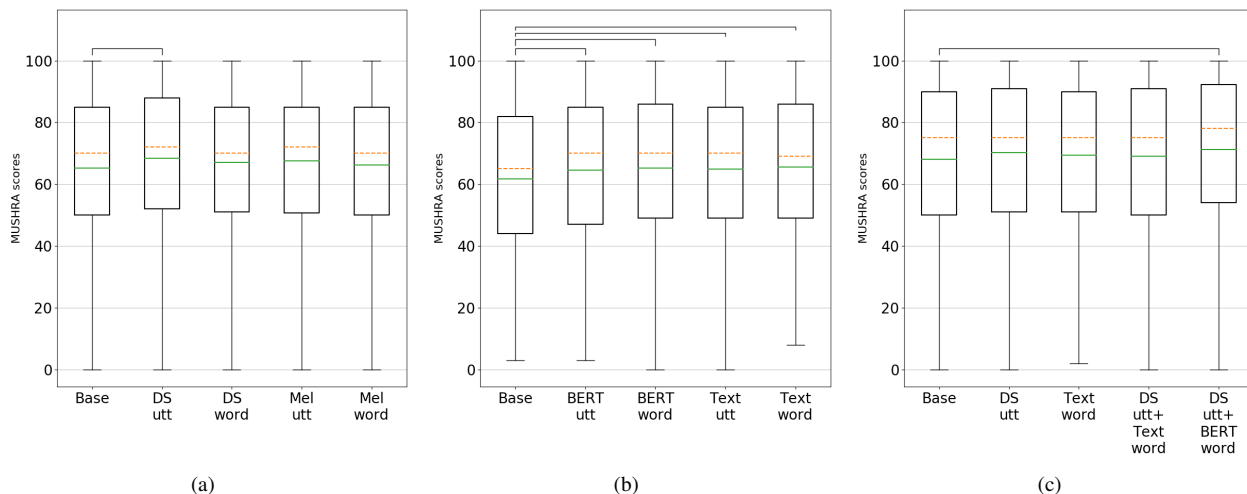 MUSHRA scores
100
80
60
40
20
0
Base
DS
utt
DS
word
Mel
utt
Mel
word
(a)
MUSHRA scores
100
80
60
40
20
0
Base
BERT
utt
BERT
word
Text
utt
Text
word
(b)
MUSHRA scores
100
80
60
40
20
0
Base
DS
utt
Text
word
DS
utt+
Text
word
DS
utt+
BERT
word
(c)